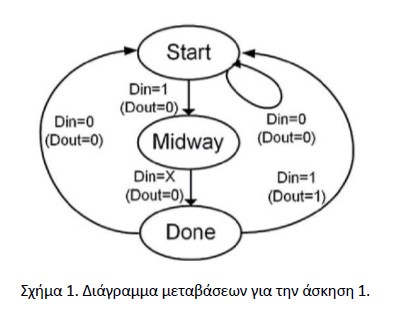 Start
Din=1
(Dout=0)
Din=0
(Dout=0)
Din=0
(Dout=0)
Midway
Din=X
(Dout=0)
Din=1
(Dout=1)
Done
Σχήμα 1. Διάγραμμα μεταβάσεων για την άσκηση 1.